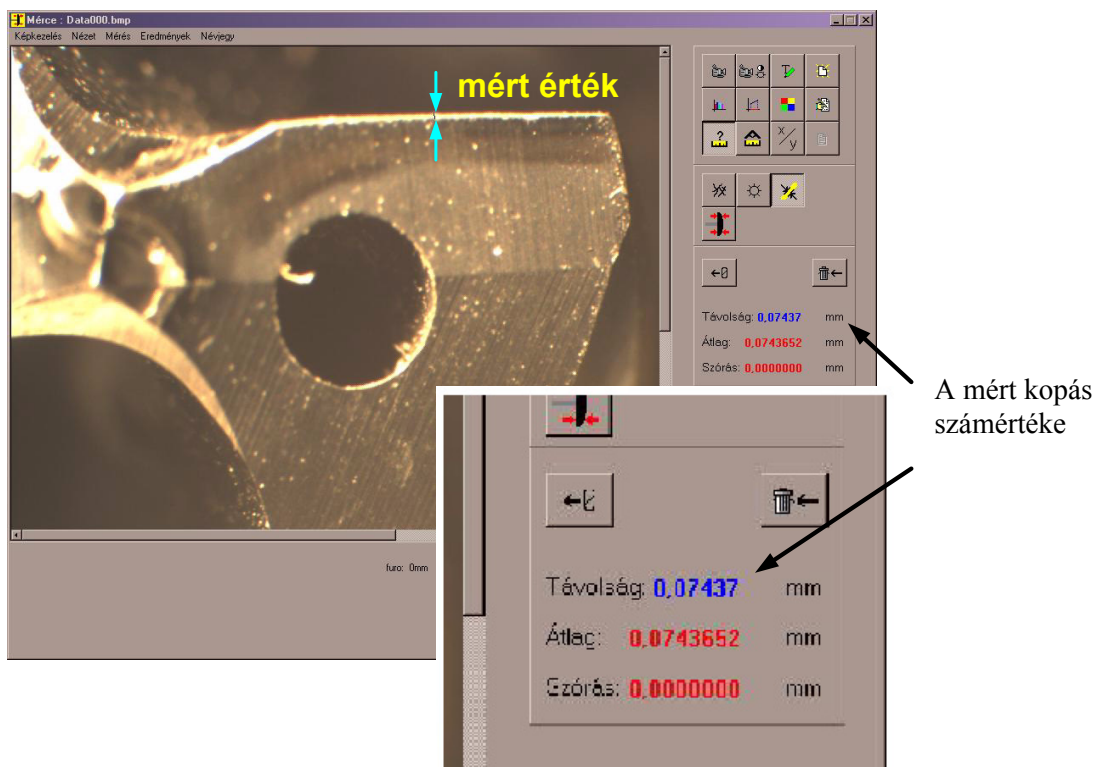 Mérce : Data000.bmp
Képkezelés Nézet Mérés Eredmények Névjegy
mért érték
?
x/y
←0
Távolság: 0,07437 mm
Átlag: 0,0743652 mm
Szórás: 0,0000000 mm
furo: 0mm
A mért kopás
számértéke
Távolság: 0,07437 mm
Átlag: 0,0743652 mm
Szórás: 0,0000000 mm